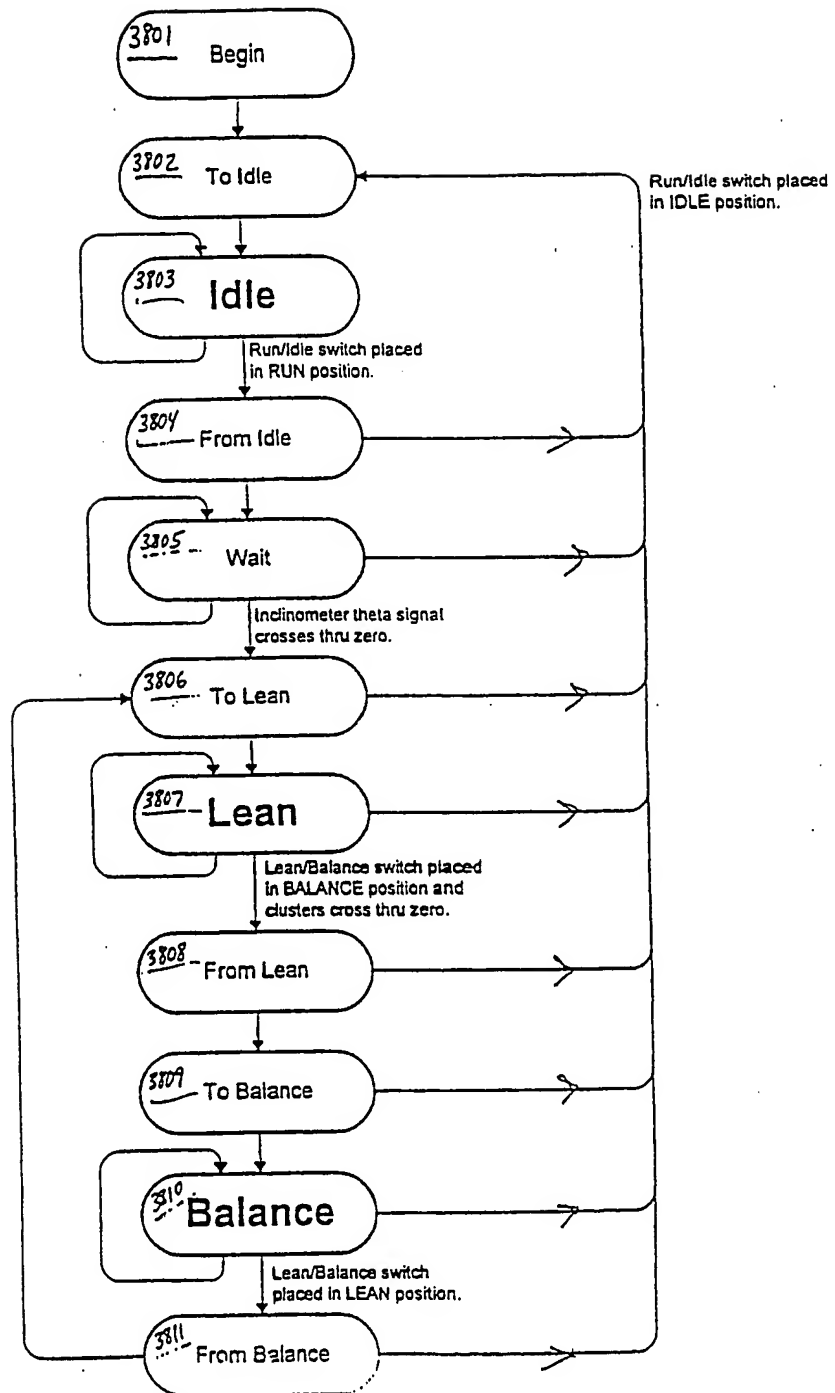 3801
Begin
3802
To Idle
Run/Idle switch placed
in IDLE position.
3803
Idle
Run/Idle switch placed
in RUN position.
3804
From Idle
3805
Wait
Inclinometer theta signal
crosses thru zero.
3806
To Lean
3807
Lean
Lean/Balance switch placed
in BALANCE position and
clusters cross thru zero.
3808
From Lean
3809
To Balance
3810
Balance
Lean/Balance switch
placed in LEAN position.
3811
From Balance